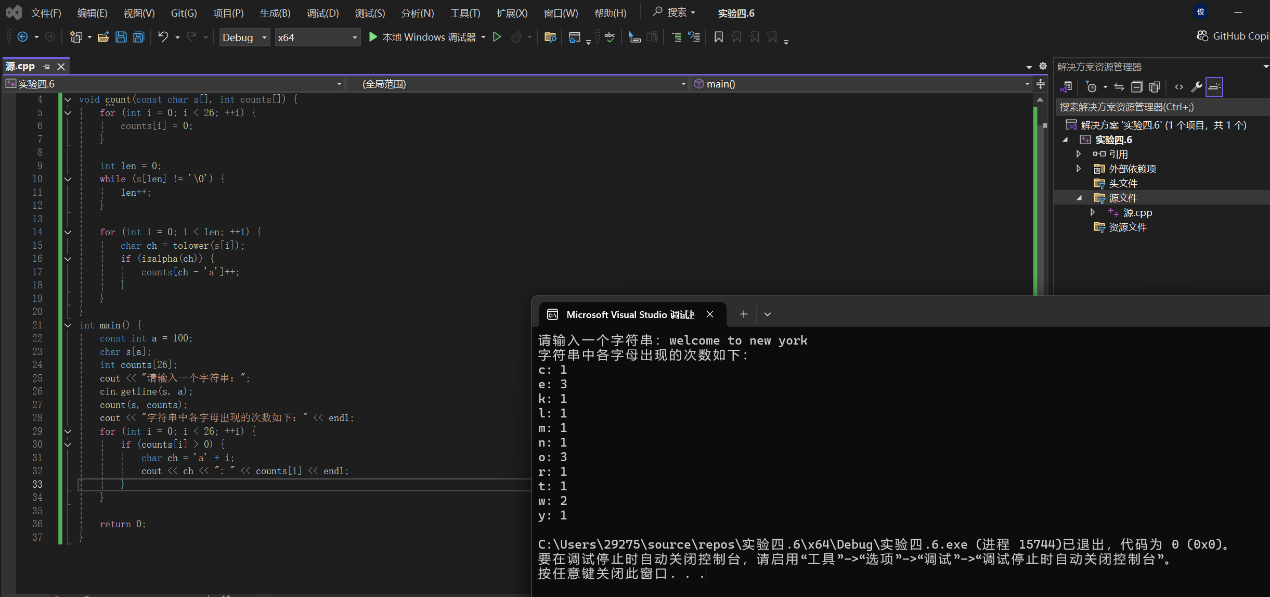 文件(F) 编辑(E) 视图(V) Git(G) 项目(P) 生成(B) 调试(D) 测试(S) 分析(N) 工具(T) 扩展(X) 窗口(W) 帮助(H) 搜索 实验四.6
Debug x64 本地 Windows 调试器 GitHub Copi
源.cpp
实验四.6 (全局范围) main()
4 void count(const char s[], int counts[]) {
5 for (int i = 0; i < 26; ++i) {
6 counts[i] = 0;
7 }
8
9 int len = 0;
10 while (s[len] != '\0') {
11 len++;
12 }
13
14 for (int i = 0; i < len; ++i) {
15 char ch = tolower(s[i]);
16 if (isalpha(ch)) {
17 counts[ch - 'a']++;
18 }
19 }
20 }
21 int main() {
22 const int a = 100;
23 char s[a];
24 int counts[26];
25 cout << "请输入一个字符串: ";
26 cin.getline(s, a);
27 count(s, counts);
28 cout << "字符串中各字母出现的次数如下: " << endl;
29 for (int i = 0; i < 26; ++i) {
30 if (counts[i] > 0) {
31 char ch = 'a' + i;
32 cout << ch << ": " << counts[i] << endl;
33 }
34 }
35
36 return 0;
37 }
解决方案资源管理器
搜索解决方案资源管理器(Ctrl+;)
解决方案 '实验四.6' (1 个项目, 共 1 个)
实验四.6
引用
外部依赖项
头文件
源文件
源.cpp
资源文件
Microsoft Visual Studio 调试
请输入一个字符串: welcome to new york
字符串中各字母出现的次数如下:
c: 1
e: 3
k: 1
l: 1
m: 1
n: 1
o: 3
r: 1
t: 1
w: 2
y: 1
C:\Users\29275\source\repos\实验四.6\x64\Debug\实验四.6.exe (进程 15744)已退出，代码为 0 (0x0)。
要在调试停止时自动关闭控制台，请启用“工具”->“选项”->“调试”->“调试停止时自动关闭控制台”。
按任意键关闭此窗口. . .